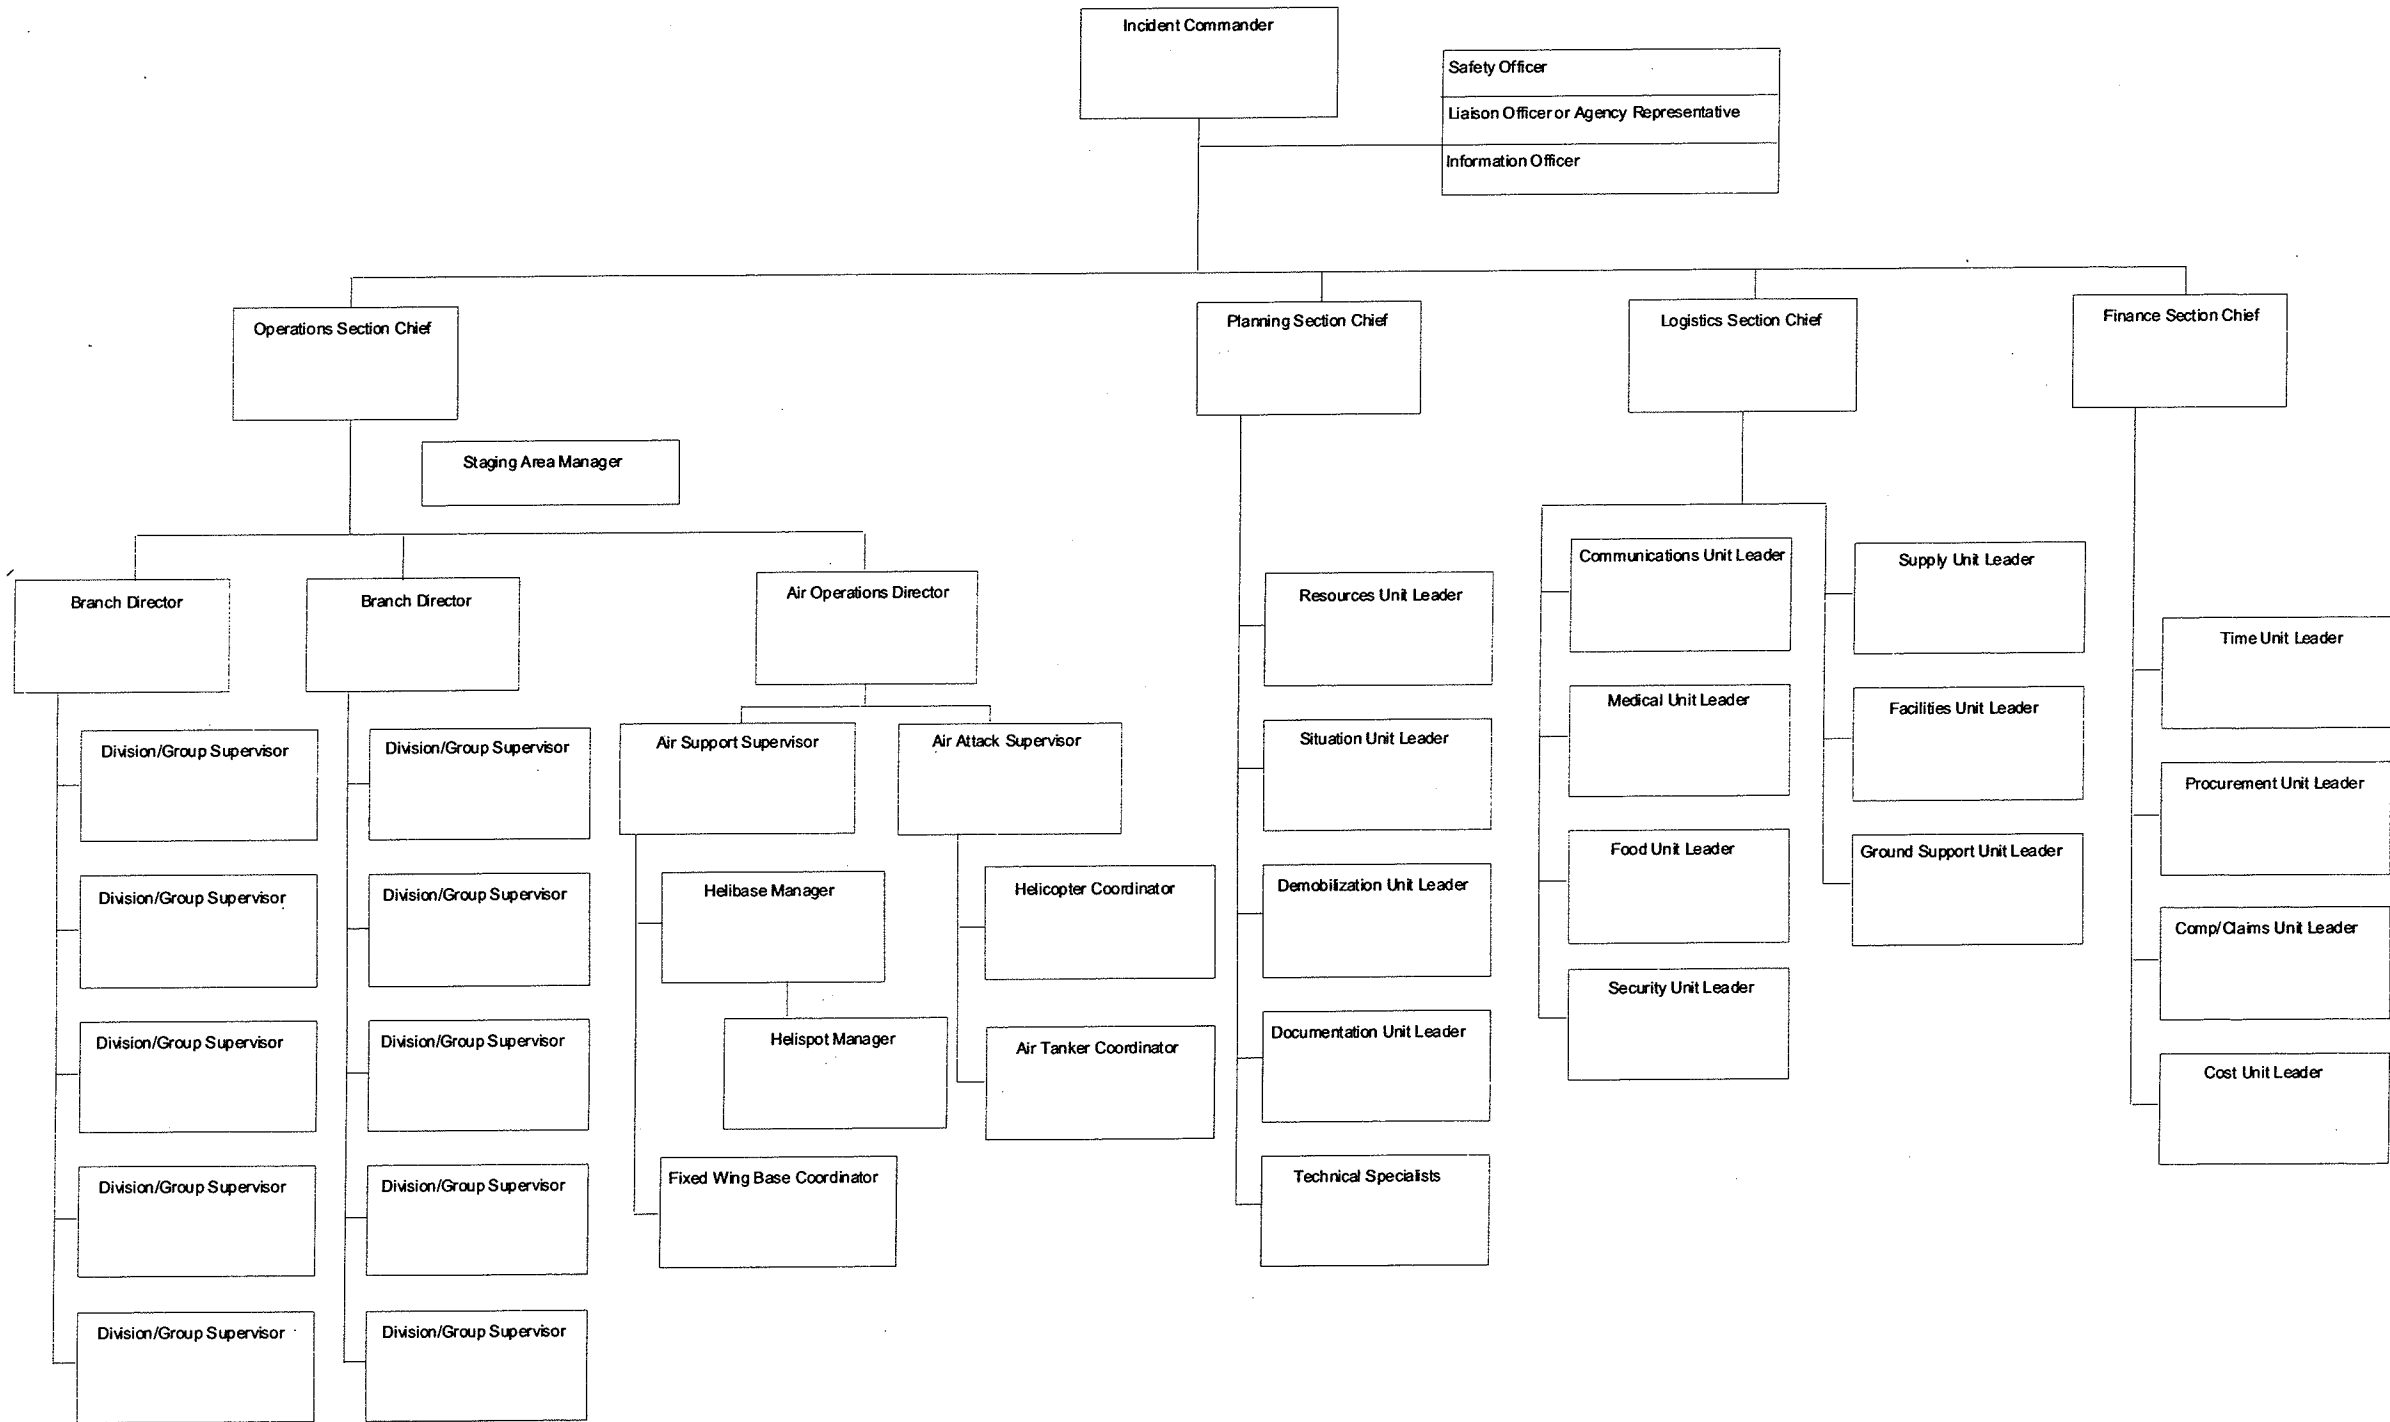 Incident Commander
Safety Officer
Liaison Officer or Agency Representative
Information Officer
Operations Section Chief
Planning Section Chief
Logistics Section Chief
Finance Section Chief
Staging Area Manager
Branch Director
Branch Director
Air Operations Director
Division/Group Supervisor
Division/Group Supervisor
Division/Group Supervisor
Division/Group Supervisor
Division/Group Supervisor
Division/Group Supervisor
Division/Group Supervisor
Division/Group Supervisor
Division/Group Supervisor
Division/Group Supervisor
Air Support Supervisor
Helibase Manager
Helispot Manager
Fixed Wing Base Coordinator
Air Attack Supervisor
Helicopter Coordinator
Air Tanker Coordinator
Resources Unit Leader
Situation Unit Leader
Demobilization Unit Leader
Documentation Unit Leader
Technical Specialists
Communications Unit Leader
Medical Unit Leader
Food Unit Leader
Security Unit Leader
Supply Unit Leader
Facilities Unit Leader
Ground Support Unit Leader
Time Unit Leader
Procurement Unit Leader
Comp/Claims Unit Leader
Cost Unit Leader